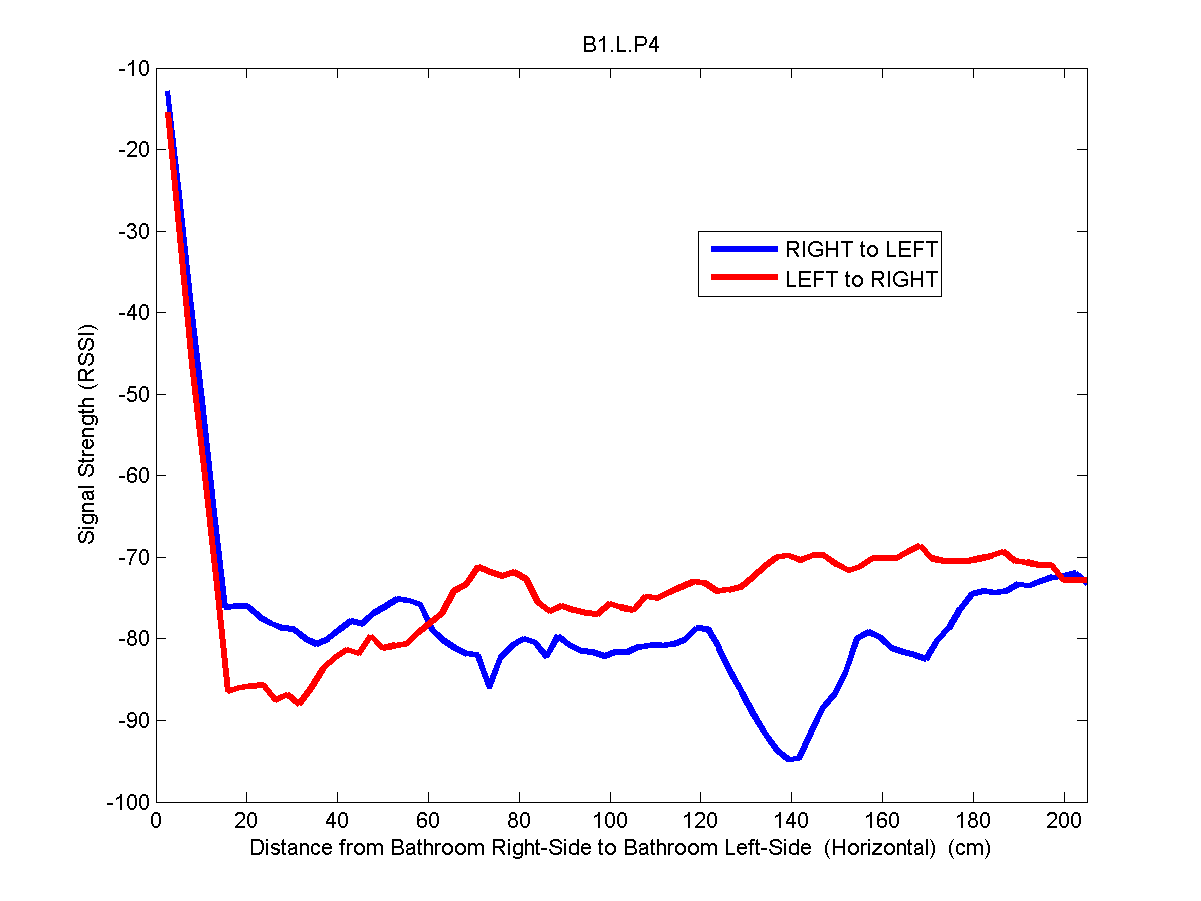 B1.L.P4
-10
-20
-30
-40
-50
-60
-70
-80
-90
-100
Signal Strength (RSSI)
RIGHT to LEFT
LEFT to RIGHT
0 20 40 60 80 100 120 140 160 180 200
Distance from Bathroom Right-Side to Bathroom Left-Side (Horizontal) (cm)